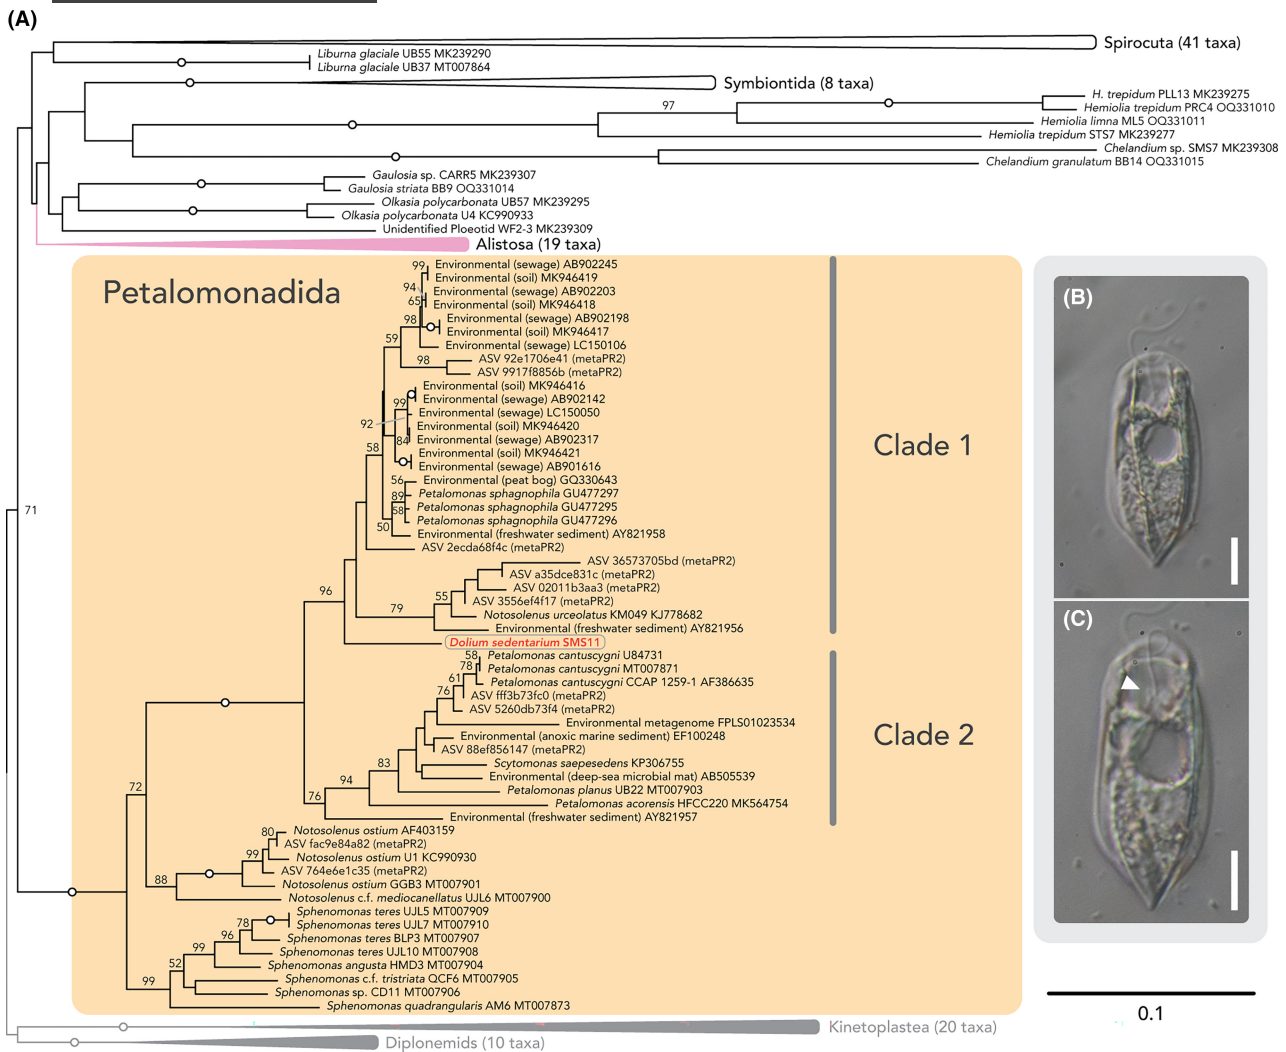 (A)
Spirocuta (41 taxa)
Liburna glaciale UB55 MK239290
Liburna glaciale UB37 MT007864
Symbiontida (8 taxa)
H. trepidum PLL13 MK239275
97
Hemiolia trepidum PRC4 OQ331010
Hemiolia limna ML5 OQ331011
Hemiolia trepidum STS7 MK239277
Chelandium sp. SMS7 MK239308
Chelandium granulatum BB14 OQ331015
Gaulosia sp. CARR5 MK239307
Gaulosia striata BB9 OQ331014
Olkasia polycarbonata UB57 MK239295
Olkasia polycarbonata U4 KC990933
Unidentified Ploeotid WF2-3 MK239309
Alistosa (19 taxa)
Petalomonadida
99
Environmental (sewage) AB902245
Environmental (soil) MK946419
94
Environmental (sewage) AB902203
65
Environmental (soil) MK946418
98
Environmental (sewage) AB902198
Environmental (soil) MK946417
59
Environmental (sewage) LC150106
98
ASV 92e1706e41 (metaPR2)
ASV 9917f8856b (metaPR2)
Environmental (soil) MK946416
99
Environmental (sewage) AB902142
Environmental (sewage) LC150050
92
Environmental (soil) MK946420
84
Environmental (sewage) AB902317
58
Environmental (soil) MK946421
Environmental (sewage) AB901616
56
Environmental (peat bog) GQ330643
89
Petalomonas sphagnophila GU477297
58
Petalomonas sphagnophila GU477295
Petalomonas sphagnophila GU477296
50
Environmental (freshwater sediment) AY821958
ASV 2ecda68f4c (metaPR2)
ASV 36573705bd (metaPR2)
ASV a35dce831c (metaPR2)
ASV 02011b3aa3 (metaPR2)
96
79
55
ASV 3556ef4f17 (metaPR2)
Notosolenus urceolatus KM049 KJ778682
Environmental (freshwater sediment) AY821956
Clade 1
71
Dolium sedentarium SMS11
58
Petalomonas cantuscygni U84731
78
Petalomonas cantuscygni MT007871
61
Petalomonas cantuscygni CCAP 1259-1 AF386635
76
ASV fff3b73fc0 (metaPR2)
ASV 5260db73f4 (metaPR2)
Environmental metagenome FPLS01023534
Environmental (anoxic marine sediment) EF100248
ASV 88ef856147 (metaPR2)
83
Scytomonas saepesedens KP306755
Environmental (deep-sea microbial mat) AB505539
94
Petalomonas planus UB22 MT007903
76
Petalomonas acorensis HFCC220 MK564754
Environmental (freshwater sediment) AY821957
Clade 2
72
80
Notosolenus ostium AF403159
ASV fac9e84a82 (metaPR2)
99
Notosolenus ostium U1 KC990930
ASV 764e6e1c35 (metaPR2)
88
Notosolenus ostium GGB3 MT007901
Notosolenus c.f. mediocanellatus UJL6 MT007900
Sphenomonas teres UJL5 MT007909
78
Sphenomonas teres UJL7 MT007910
96
Sphenomonas teres BLP3 MT007907
99
Sphenomonas teres UJL10 MT007908
52
Sphenomonas angusta HMD3 MT007904
99
Sphenomonas c.f. tristriata QCF6 MT007905
Sphenomonas sp. CD11 MT007906
Sphenomonas quadrangularis AM6 MT007873
Kinetoplastea (20 taxa)
Diplonemids (10 taxa)
(B)
(C)
0.1